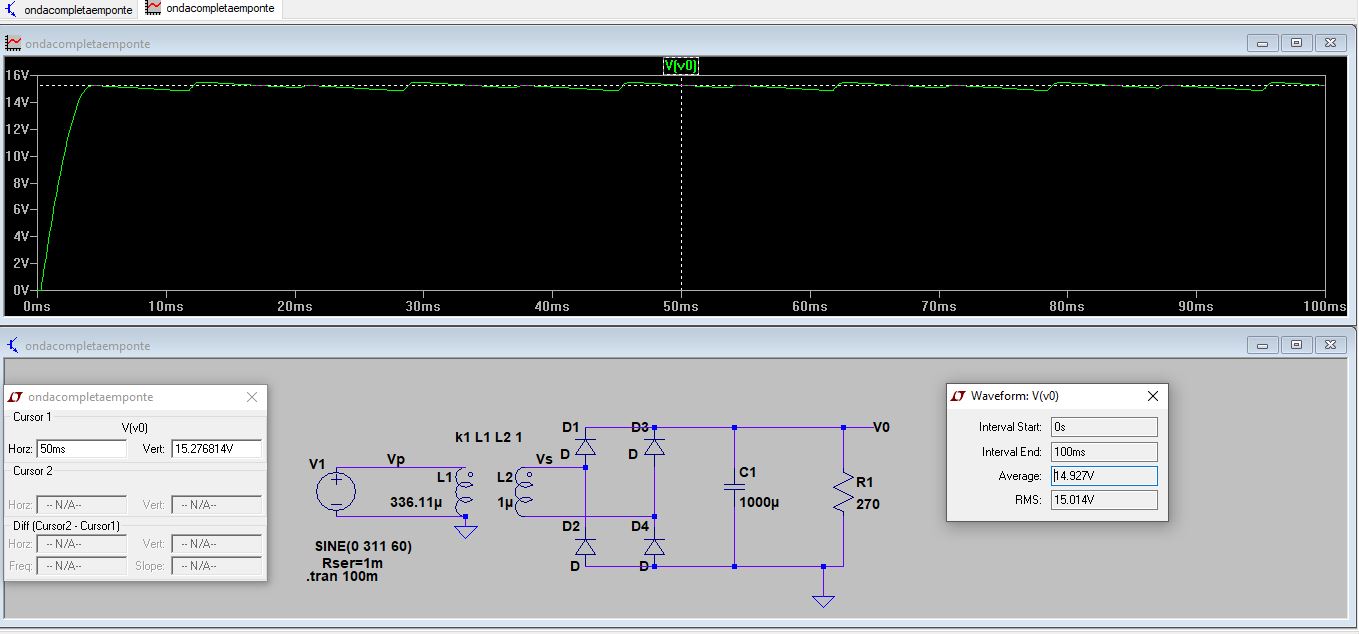 ondacompletaemponte ondacompletaemponte
ondacompletaemponte
V(v0)
16V
14V
12V
10V
8V
6V
4V
2V
0V
0ms 10ms 20ms 30ms 40ms 50ms 60ms 70ms 80ms 90ms 100ms
ondacompletaemponte
ondacompletaemponte
Cursor 1
V(v0)
Horz: 50ms Vert: 15.276814V
Cursor 2
Horz: -- N/A-- Vert: -- N/A--
Diff (Cursor2 - Cursor1)
Horz: -- N/A-- Vert: -- N/A--
Freq: -- N/A-- Slope: -- N/A--
k1 L1 L2 1
V1
Vp
L1
336.11µ
L2
1µ
Vs
SINE(0 311 60)
Rser=1m
.tran 100m
D1
D
D3
D
D2
D
D4
D
C1
1000µ
V0
R1
270
Waveform: V(v0)
Interval Start: 0s
Interval End: 100ms
Average: 14.927V
RMS: 15.014V